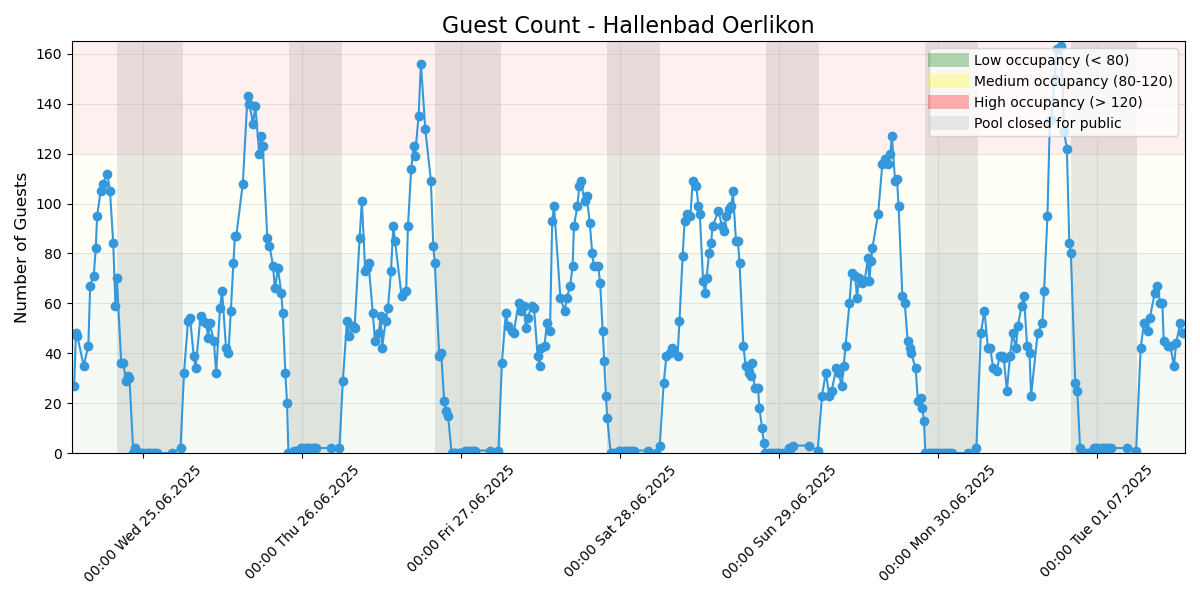 Guest Count - Hallenbad Oerlikon
Number of Guests
160
140
120
100
80
60
40
20
0
Low occupancy (< 80)
Medium occupancy (80-120)
High occupancy (> 120)
Pool closed for public
00:00 Wed 25.06.2025
00:00 Thu 26.06.2025
00:00 Fri 27.06.2025
00:00 Sat 28.06.2025
00:00 Sun 29.06.2025
00:00 Mon 30.06.2025
00:00 Tue 01.07.2025